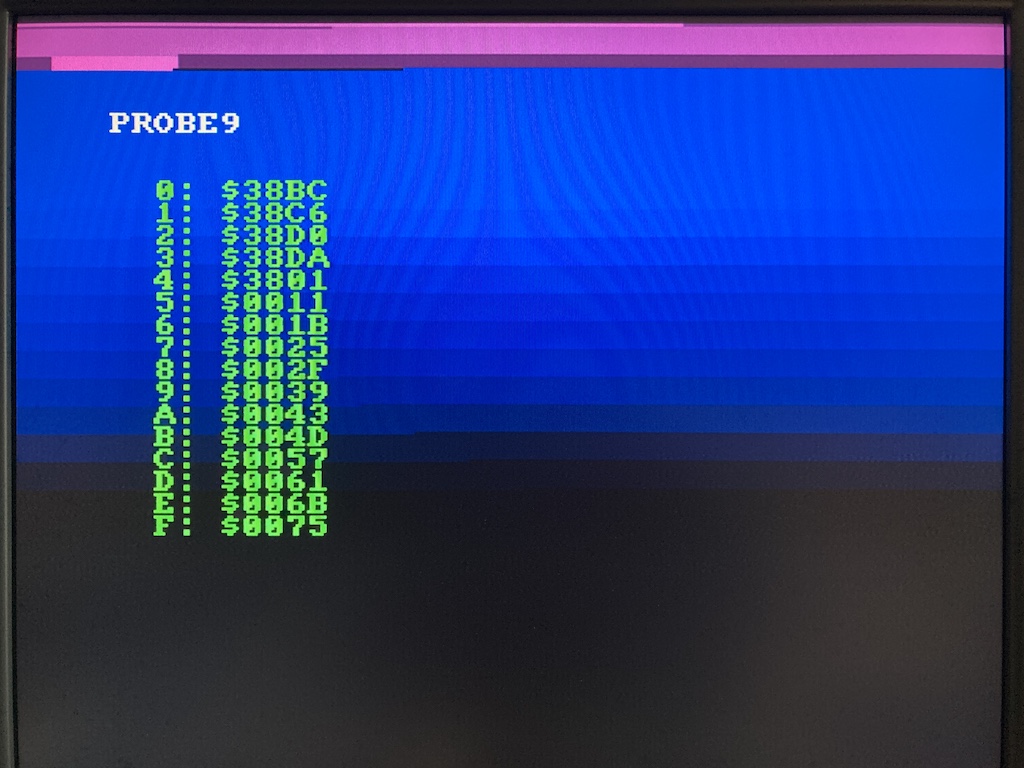 PROBE9
0: $38BC
1: $38C6
2: $38D0
3: $38DA
4: $3801
5: $0011
6: $001B
7: $0025
8: $002F
9: $0039
A: $0043
B: $004D
C: $0057
D: $0061
E: $006B
F: $0075